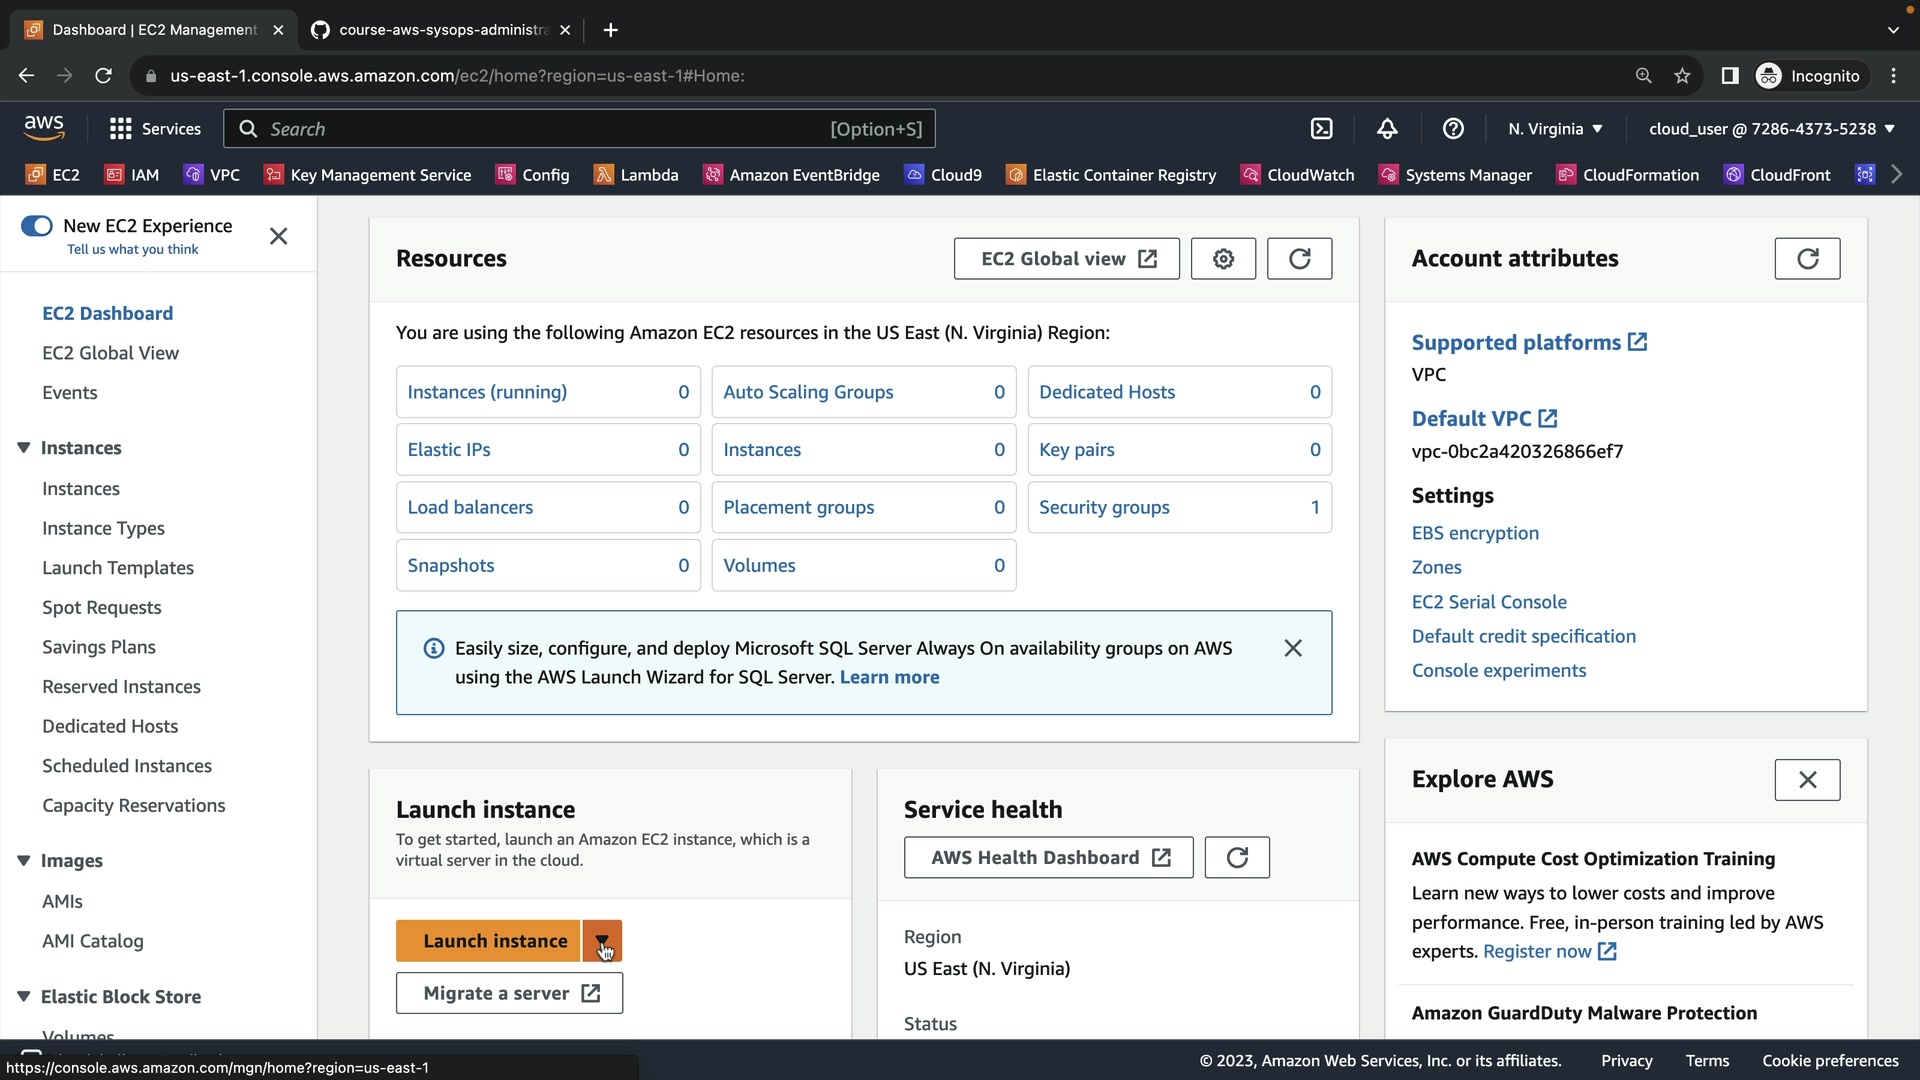 Dashboard | EC2 Management
course-aws-sysops-administra
us-east-1.console.aws.amazon.com/ec2/home?region=us-east-1#Home:
Incognito
aws
Services
Search
[Option+S]
N. Virginia
cloud_user @ 7286-4373-5238
EC2
IAM
VPC
Key Management Service
Config
Lambda
Amazon EventBridge
Cloud9
Elastic Container Registry
CloudWatch
Systems Manager
CloudFormation
CloudFront
New EC2 Experience
Tell us what you think
EC2 Dashboard
EC2 Global View
Events
Instances
Instances
Instance Types
Launch Templates
Spot Requests
Savings Plans
Reserved Instances
Dedicated Hosts
Scheduled Instances
Capacity Reservations
Images
AMIs
AMI Catalog
Elastic Block Store
Volumes
Resources
EC2 Global view
You are using the following Amazon EC2 resources in the US East (N. Virginia) Region:
Instances (running) 0
Auto Scaling Groups 0
Dedicated Hosts 0
Elastic IPs 0
Instances 0
Key pairs 0
Load balancers 0
Placement groups 0
Security groups 1
Snapshots 0
Volumes 0
Easily size, configure, and deploy Microsoft SQL Server Always On availability groups on AWS
using the AWS Launch Wizard for SQL Server. Learn more
Launch instance
To get started, launch an Amazon EC2 instance, which is a
virtual server in the cloud.
Launch instance
Migrate a server
Service health
AWS Health Dashboard
Region
US East (N. Virginia)
Status
Account attributes
Supported platforms
VPC
Default VPC
vpc-0bc2a420326866ef7
Settings
EBS encryption
Zones
EC2 Serial Console
Default credit specification
Console experiments
Explore AWS
AWS Compute Cost Optimization Training
Learn new ways to lower costs and improve
performance. Free, in-person training led by AWS
experts. Register now
Amazon GuardDuty Malware Protection
https://console.aws.amazon.com/mgn/home?region=us-east-1
© 2023, Amazon Web Services, Inc. or its affiliates.
Privacy
Terms
Cookie preferences